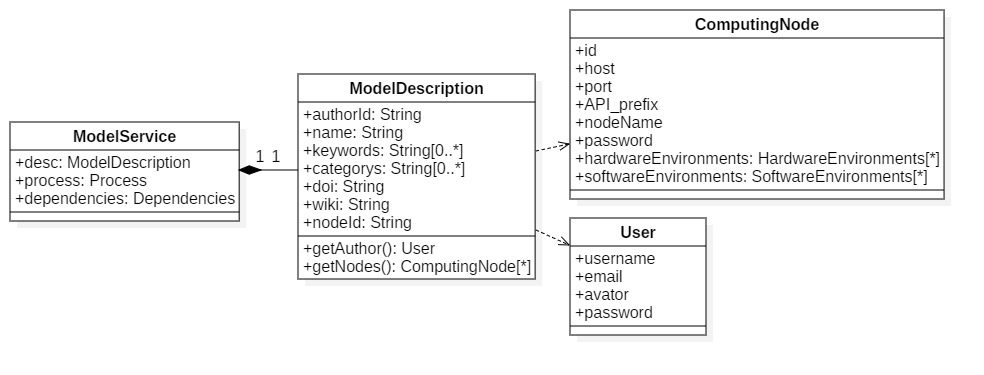 ModelService
+desc: ModelDescription
+process: Process
+dependencies: Dependencies
1 1
ModelDescription
+authorId: String
+name: String
+keywords: String[0..*]
+categorys: String[0..*]
+doi: String
+wiki: String
+nodeId: String
+getAuthor(): User
+getNodes(): ComputingNode[*]
ComputingNode
+id
+host
+port
+API_prefix
+nodeName
+password
+hardwareEnvironments: HardwareEnvironments[*]
+softwareEnvironments: SoftwareEnvironments[*]
User
+username
+email
+avator
+password